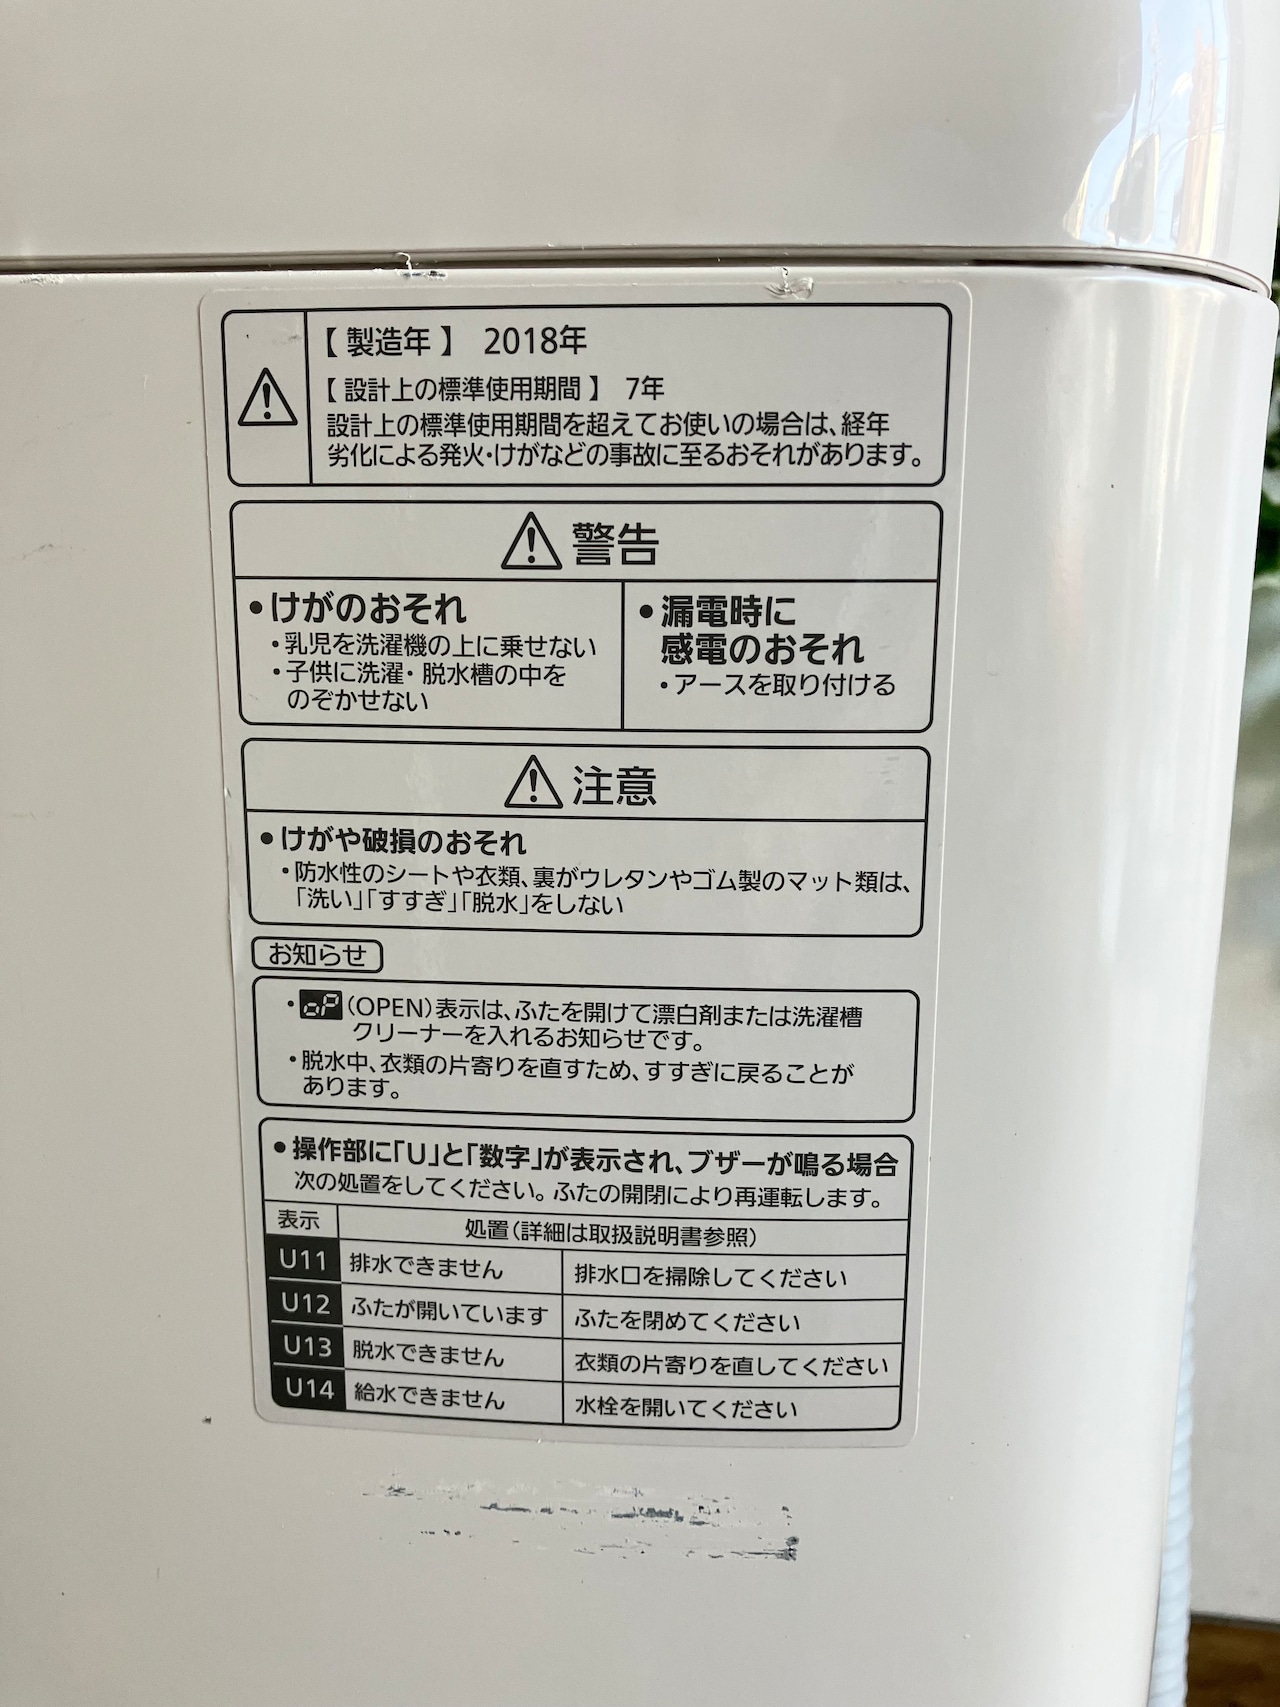 【 製造年 】 2018年
【 設計上の標準使用期間 】 7年
設計上の標準使用期間を超えてお使いの場合は、経年
劣化による発火・けがなどの事故に至るおそれがあります。
警告
● けがのおそれ
・乳児を洗濯機の上に乗せない
・子供に洗濯・脱水槽の中を
のぞかせない
● 漏電時に
感電のおそれ
・アースを取り付ける
注意
● けがや破損のおそれ
・防水性のシートや衣類、裏がウレタンやゴム製のマット類は、
「洗い」「すすぎ」「脱水」をしない
お知らせ
・oP(OPEN)表示は、ふたを開けて漂白剤または洗濯槽
クリーナーを入れるお知らせです。
・脱水中、衣類の片寄りを直すため、すすぎに戻ることが
あります。
● 操作部に「U」と「数字」が表示され、ブザーが鳴る場合
次の処置をしてください。ふたの開閉により再運転します。
表示 処置(詳細は取扱説明書参照)
U11 排水できません 排水口を掃除してください
U12 ふたが開いています ふたを閉めてください
U13 脱水できません 衣類の片寄りを直してください
U14 給水できません 水栓を開いてください